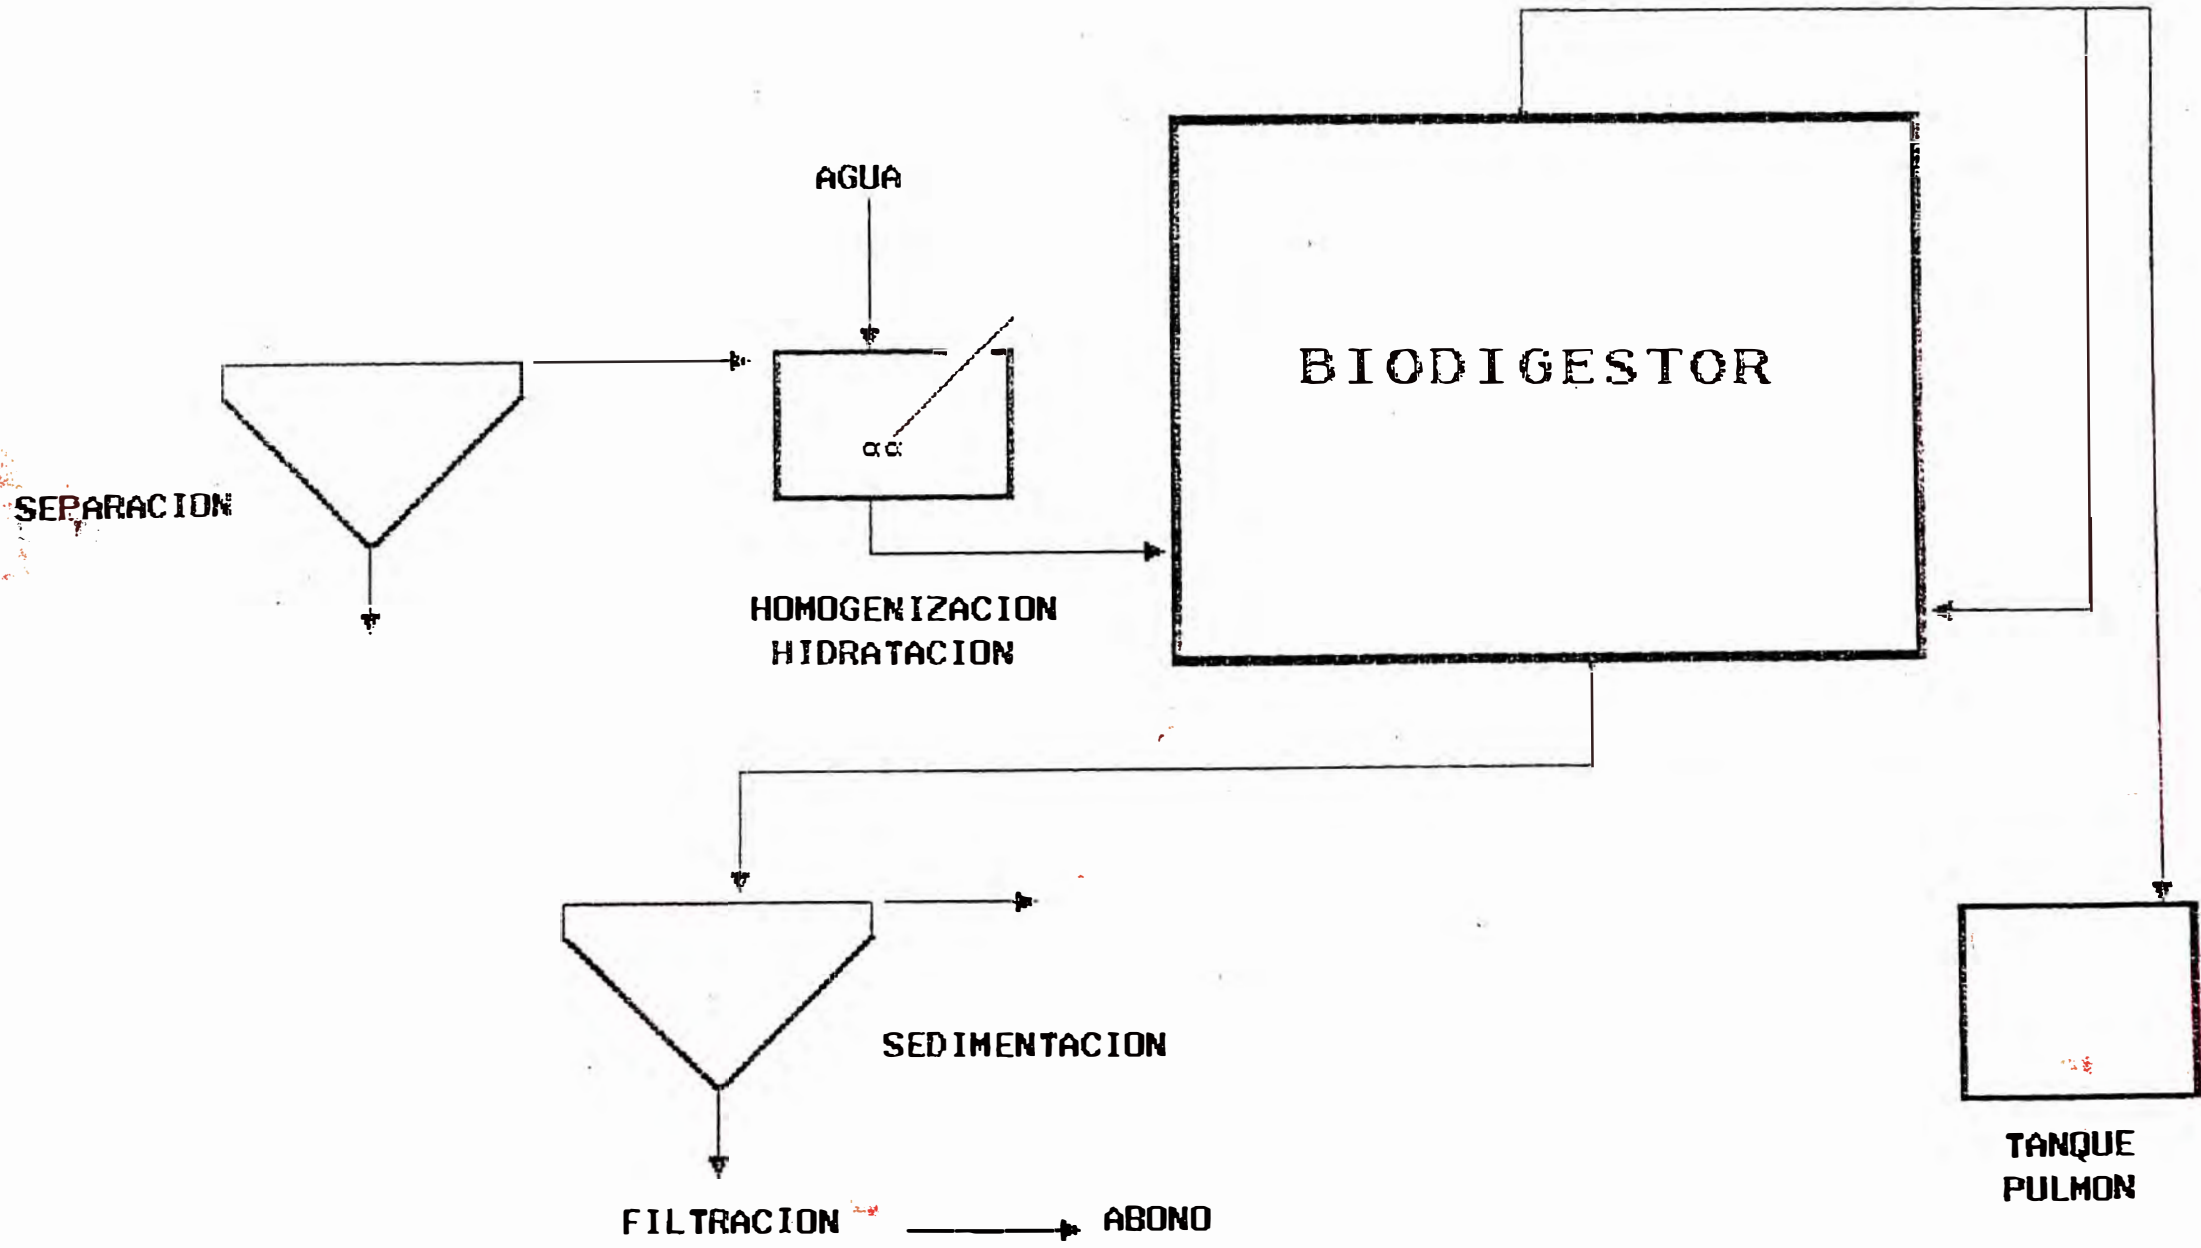 AGUA
BIODIGESTOR
SEPARACION
HOMOGENIZACION
HIDRATACION
SEDIMENTACION
TANQUE
PULMON
FILTRACION
ABONO